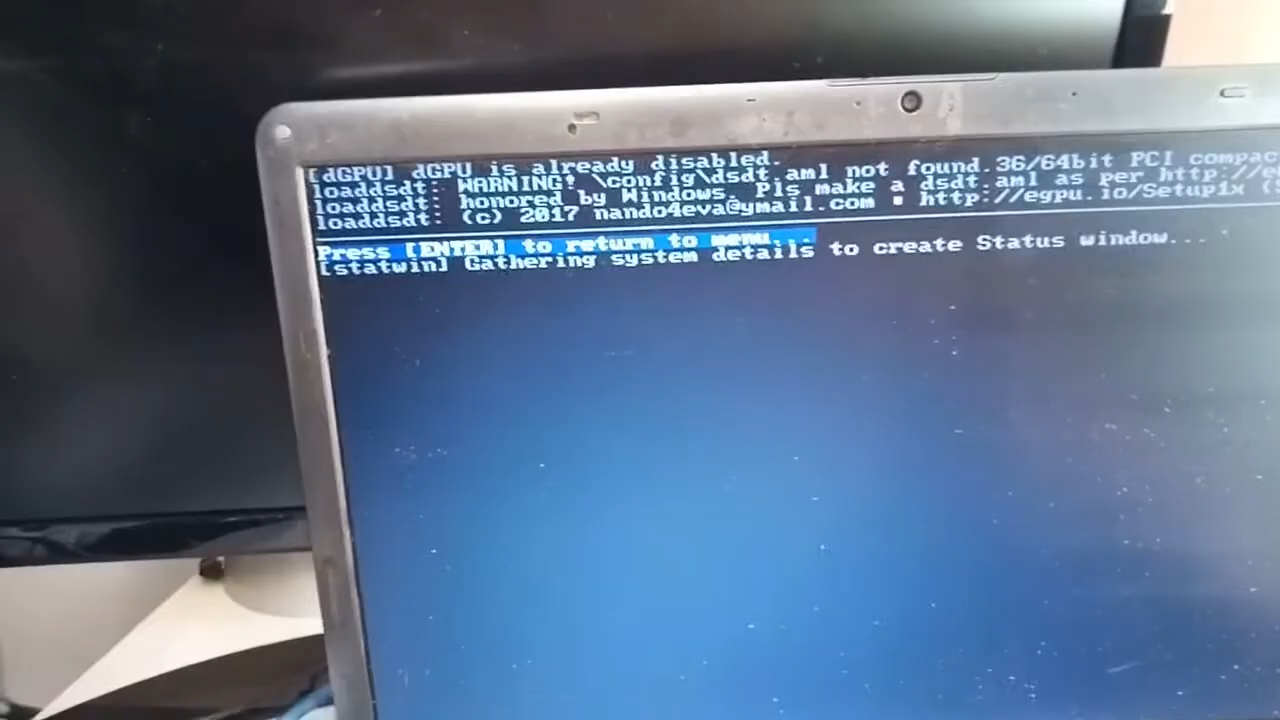 [dGPU] dGPU is already disabled.
loaddsdt: WARNING! \config\dsdt.aml not found.36/64bit PCI compac
loaddsdt: honored by Windows. Pls make a dsdt.aml as per http://e
loaddsdt: (c) 2017 nando4eva@ymail.com ▪ http://egpu.io/Setup1x (
Press [ENTER] to return to menu...
[statwin] Gathering system details to create Status window...